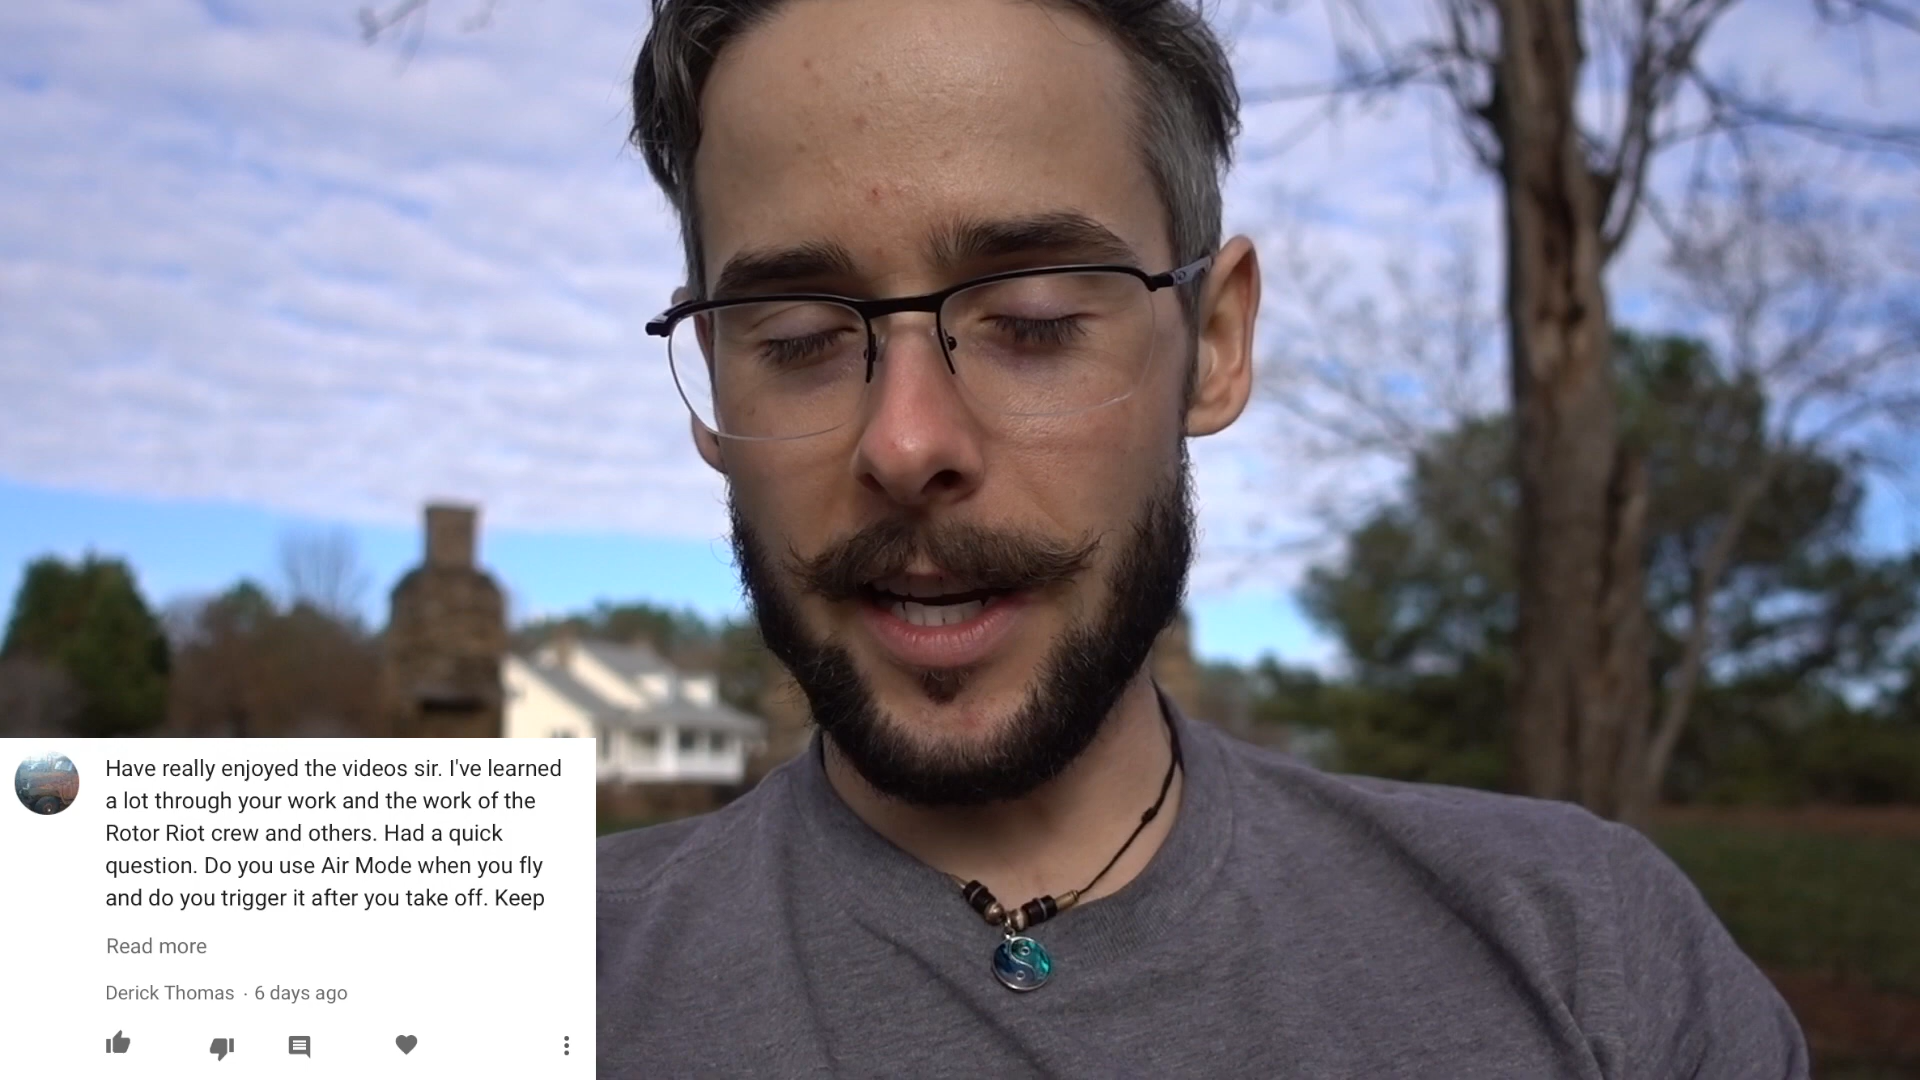 Have really enjoyed the videos sir. I've learned
a lot through your work and the work of the
Rotor Riot crew and others. Had a quick
question. Do you use Air Mode when you fly
and do you trigger it after you take off. Keep
Read more
Derick Thomas · 6 days ago